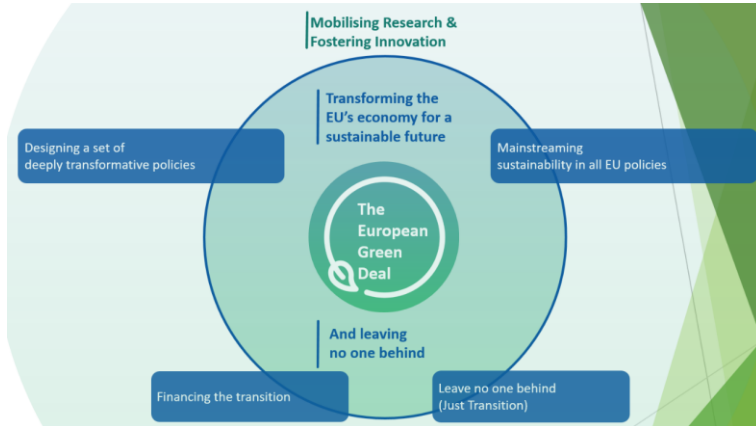 Mobilising Research &
Fostering Innovation
Transforming the
EU's economy for a
sustainable future
Designing a set of
deeply transformative policies
Mainstreaming
sustainability in all EU policies
The
European
Green
Deal
And leaving
no one behind
Financing the transition
Leave no one behind
(Just Transition)